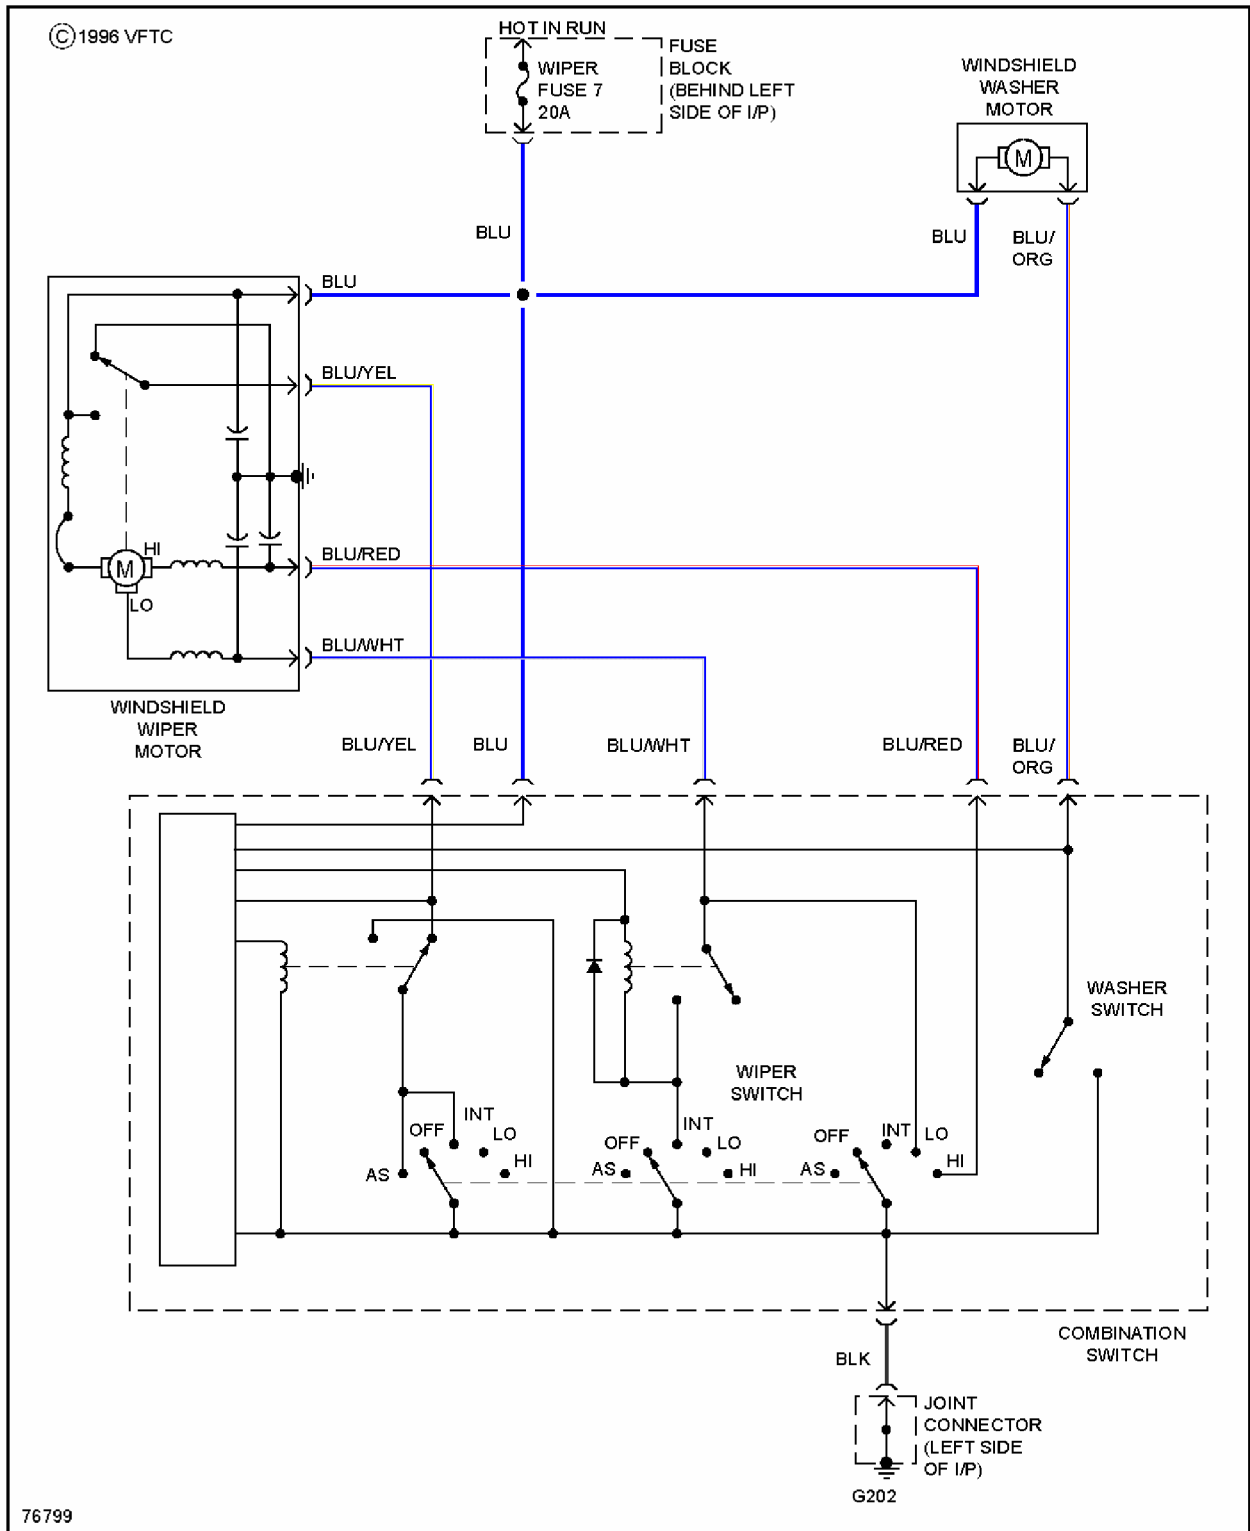 ©1996 VFTC
HOT IN RUN
WIPER
FUSE 7
20A
FUSE
BLOCK
(BEHIND LEFT
SIDE OF I/P)
WINDSHIELD
WASHER
MOTOR
M
BLU
BLU
BLU/
ORG
BLU
BLU/YEL
HI
M
LO
BLU/RED
BLU/WHT
WINDSHIELD
WIPER
MOTOR
BLU/YEL
BLU
BLU/WHT
BLU/RED
BLU/
ORG
WASHER
SWITCH
WIPER
SWITCH
AS
OFF
INT
LO
HI
AS
OFF
INT
LO
HI
AS
OFF
INT
LO
HI
COMBINATION
SWITCH
BLK
JOINT
CONNECTOR
(LEFT SIDE
OF I/P)
G202
76799